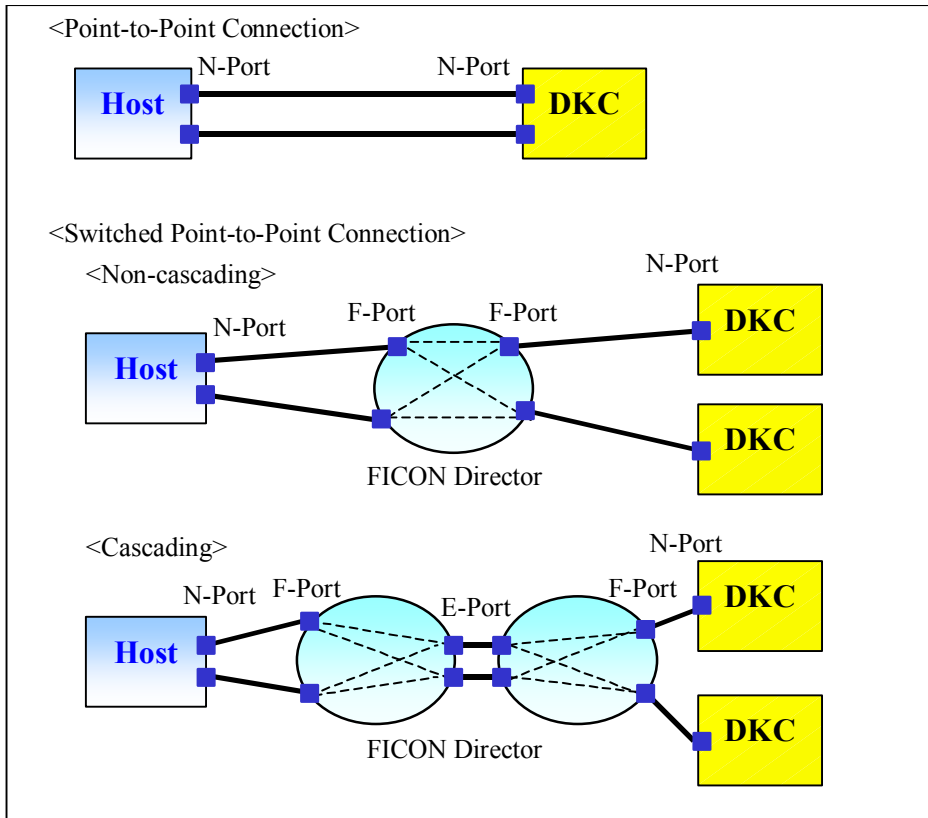 <Point-to-Point Connection>
N-Port N-Port
Host DKC
<Switched Point-to-Point Connection>
<Non-cascading>
N-Port
N-Port F-Port F-Port
DKC
Host
DKC
FICON Director
<Cascading>
N-Port
N-Port F-Port E-Port F-Port
DKC
Host
DKC
FICON Director